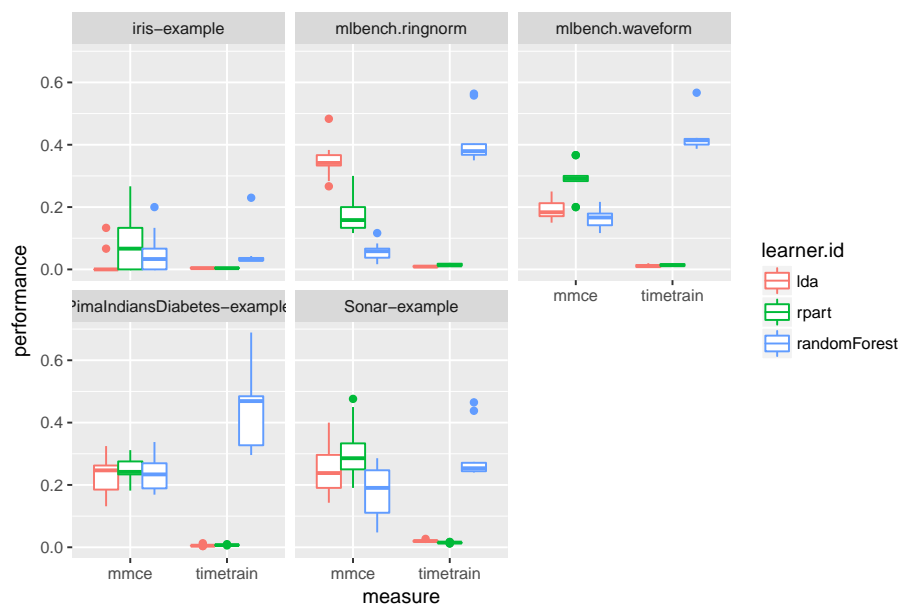 iris−example
mlbench.ringnorm
mlbench.waveform
0.6
0.4
0.2
0.0
PimaIndiansDiabetes−example
Sonar−example
mmce
timetrain
0.6
0.4
0.2
0.0
mmce
timetrain
mmce
timetrain
measure
performance
learner.id
lda
rpart
randomForest